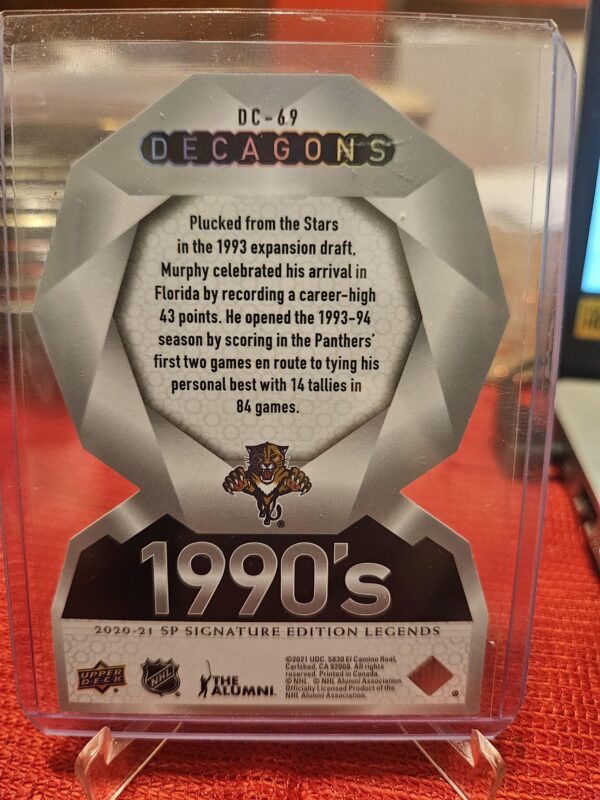 DC-69
DECAGONS
Plucked from the Stars
in the 1993 expansion draft,
Murphy celebrated his arrival in
Florida by recording a career-high
43 points. He opened the 1993-94
season by scoring in the Panthers'
first two games en route to tying his
personal best with 14 tallies in
84 games.
®
1990's
2020-21 SP SIGNATURE EDITION LEGENDS
UPPER
DECK
NHL
THE
ALUMNI
©2021 UDC. 5830 El Camino Real,
Carlsbad, CA 92008. All rights
reserved. Printed in Canada.
© NHL. © NHL Alumni Association.
Officially Licensed Product of the
NHL Alumni Association.